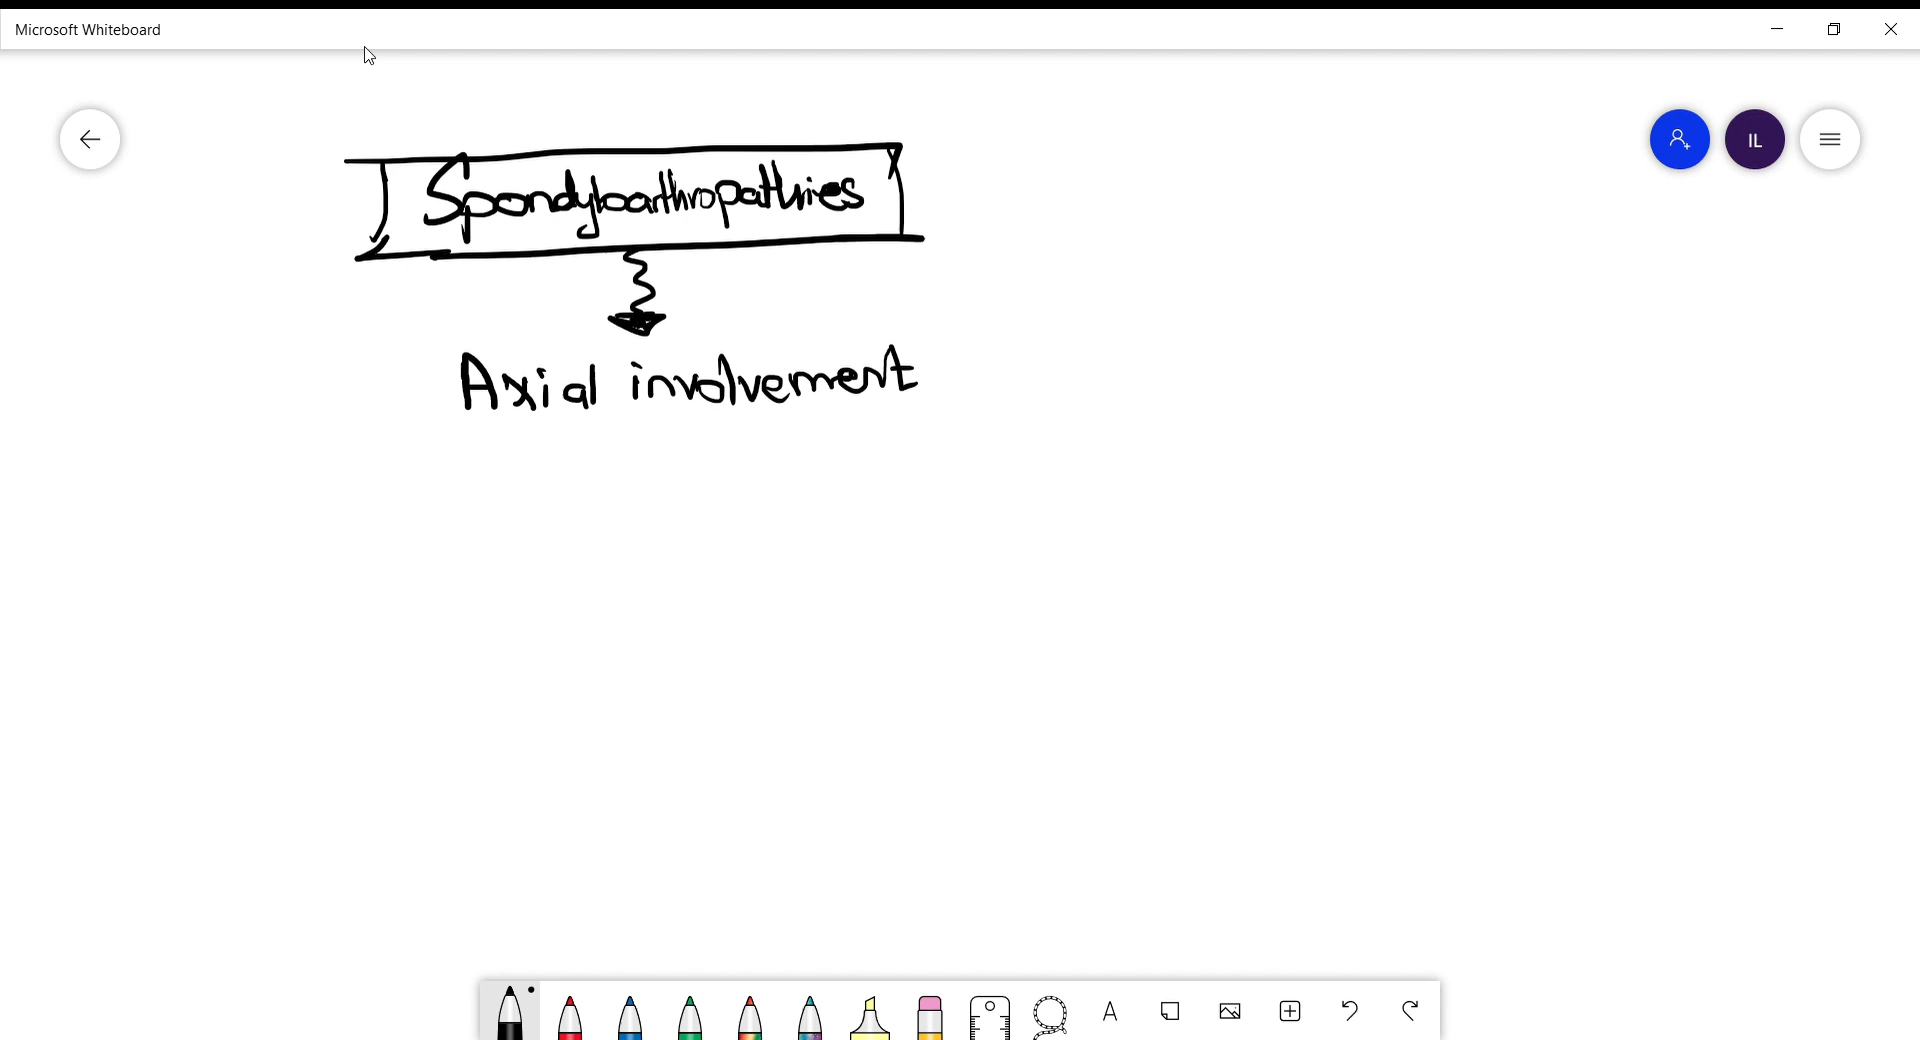 Microsoft Whiteboard
IL
Spondyloarthropathies
Axial involvement
A